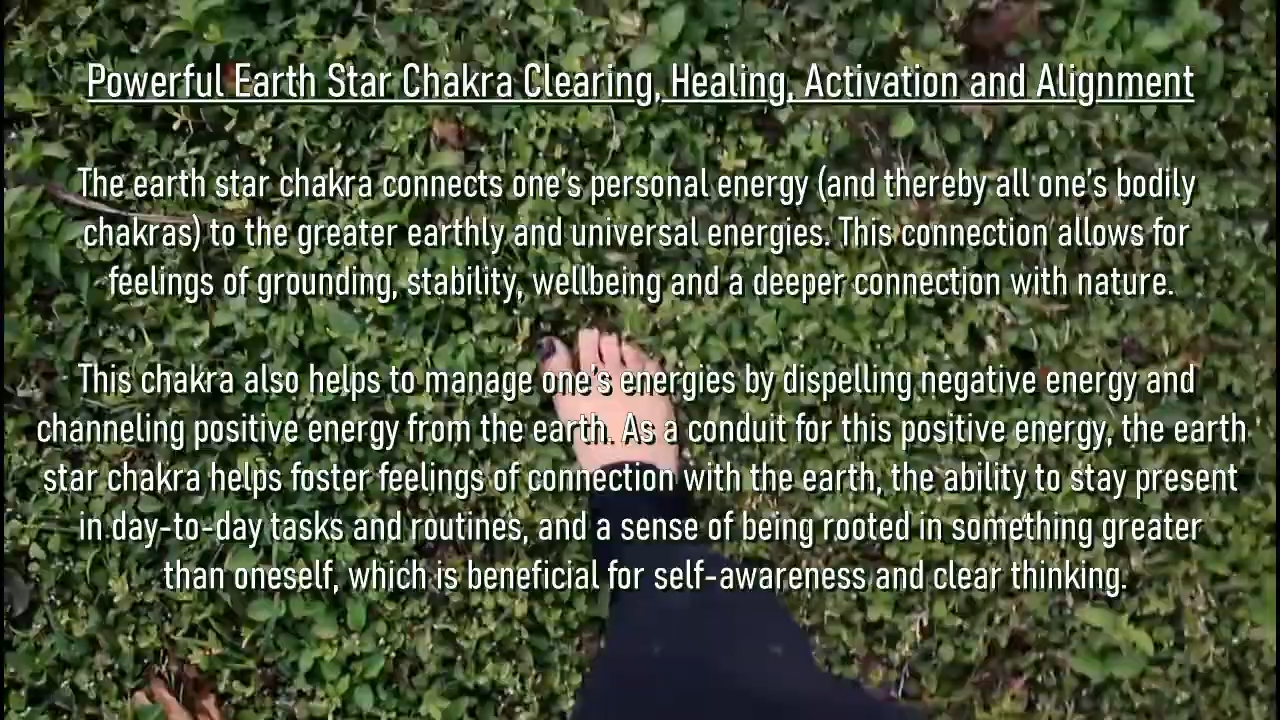 Powerful Earth Star Chakra Clearing, Healing, Activation and Alignment
The earth star chakra connects one's personal energy (and thereby all one's bodily
chakras) to the greater earthly and universal energies. This connection allows for
feelings of grounding, stability, wellbeing and a deeper connection with nature.
This chakra also helps to manage one's energies by dispelling negative energy and
channeling positive energy from the earth. As a conduit for this positive energy, the earth
star chakra helps foster feelings of connection with the earth, the ability to stay present
in day-to-day tasks and routines, and a sense of being rooted in something greater
than oneself, which is beneficial for self-awareness and clear thinking.